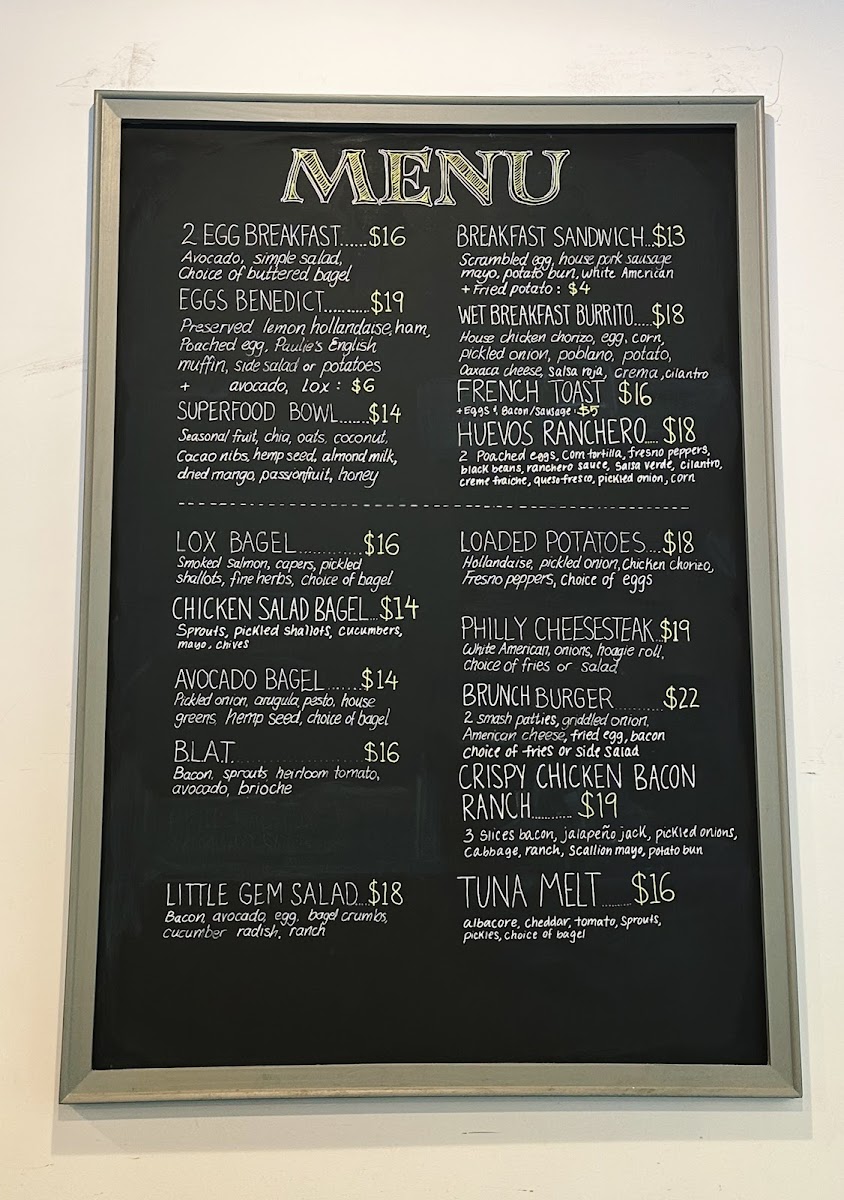 MENU
2 EGG BREAKFAST......$16
Avocado, simple salad,
Choice of buttered bagel
EGGS BENEDICT..........$19
Preserved lemon hollandaise, ham,
Poached egg, Paulie's English
muffin, side salad or potatoes
+ avocado, lox : $6
SUPERFOOD BOWL.......$14
Seasonal fruit, chia, oats, coconut,
Cacao nibs, hemp seed, almond milk,
dried mango, passionfruit, honey
BREAKFAST SANDWICH...$13
Scrambled egg, house pork sausage
mayo, potato bun, white American
+ Fried potato : $4
WET BREAKFAST BURRITO....$18
House chicken chorizo, egg, corn,
pickled onion, poblano, potato,
Oaxaca cheese, salsa roja, crema, cilantro
FRENCH TOAST $16
+ Eggs & Bacon/Sausage : $5
HUEVOS RANCHERO.... $18
2 Poached eggs, corn tortilla, fresno peppers,
black beans, ranchero sauce, salsa verde, cilantro,
creme fraiche, queso fresco, pickled onion, corn
LOX BAGEL............$16
Smoked salmon, capers, pickled
shallots, fine herbs, choice of bagel
CHICKEN SALAD BAGEL...$14
Sprouts, pickled shallots, cucumbers,
mayo, chives
AVOCADO BAGEL.......$14
Pickled onion, arugula pesto, house
greens, hemp seed, choice of bagel
B.L.A.T...................$16
Bacon, sprouts, heirloom tomato,
avocado, brioche
LITTLE GEM SALAD...$18
Bacon, avocado, egg, bagel crumbs,
cucumber radish, ranch
LOADED POTATOES....$18
Hollandaise, pickled onion, Chicken Chorizo,
Fresno peppers, choice of eggs
PHILLY CHEESESTEAK..$19
White American, onions, hoagie roll,
choice of fries or salad
BRUNCH BURGER.........$22
2 smash patties, griddled onion,
American cheese, fried egg, bacon
choice of fries or side salad
CRISPY CHICKEN BACON
RANCH.......... $19
3 slices bacon, jalapeño jack, pickled onions,
Cabbage, ranch, scallion mayo, potato bun
TUNA MELT......$16
albacore, cheddar, tomato, sprouts,
pickles, choice of bagel